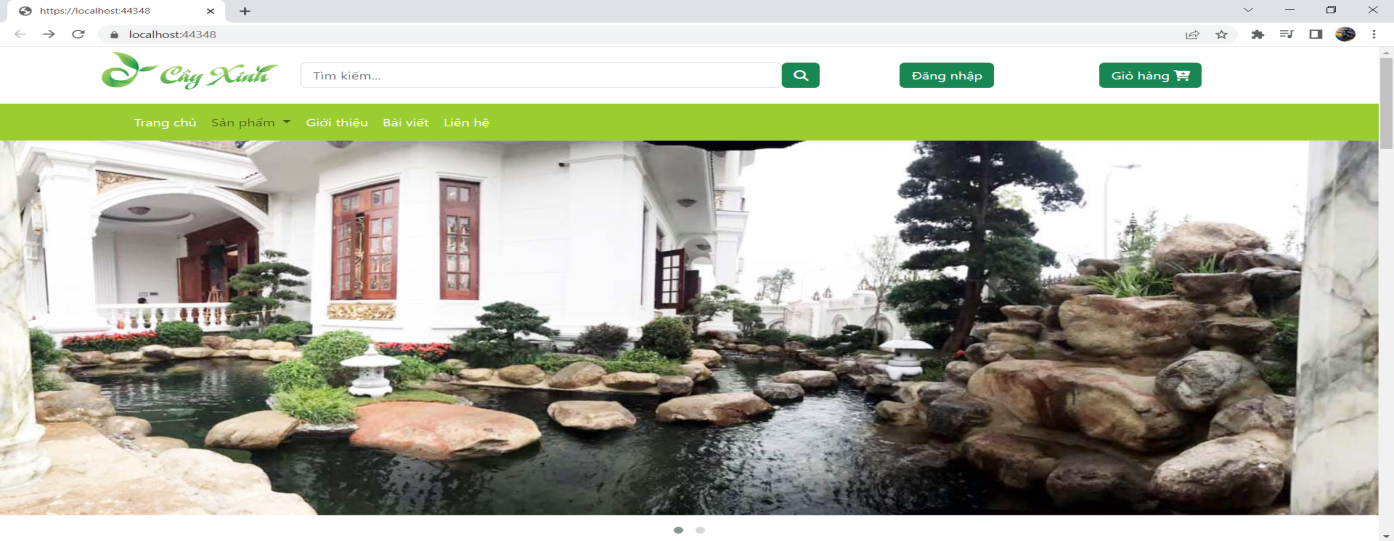 https://localhost:44348
localhost:44348
Cây Xinh
Tìm kiếm...
Đăng nhập
Giỏ hàng
Trang chủ Sản phẩm Giới thiệu Bài viết Liên hệ